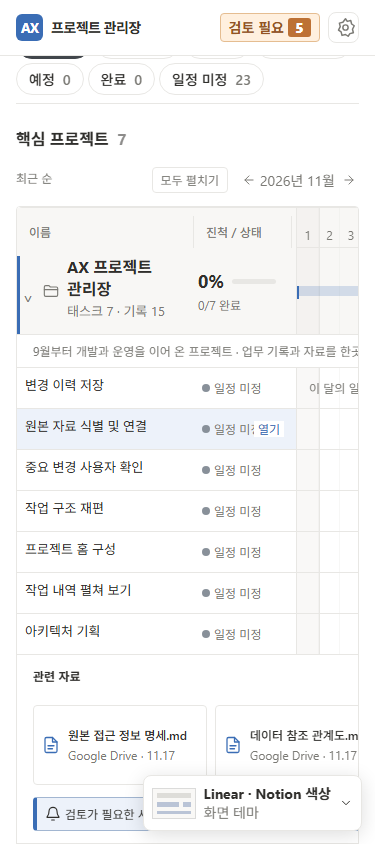 AX 프로젝트 관리장
검토 필요 5
예정 0 완료 0 일정 미정 23
핵심 프로젝트 7
최근 순 모두 펼치기 ← 2026년 11월 →
이름 진척 / 상태 1 2 3
AX 프로젝트
관리장
태스크 7 · 기록 15
0%
0/7 완료
9월부터 개발과 운영을 이어 온 프로젝트 · 업무 기록과 자료를 한곳
변경 이력 저장 일정 미정 이 달의 일
원본 자료 식별 및 연결 일정 미 열기
중요 변경 사용자 확인 일정 미정
작업 구조 재편 일정 미정
프로젝트 홈 구성 일정 미정
작업 내역 펼쳐 보기 일정 미정
아키텍처 기획 일정 미정
관련 자료
원본 접근 정보 명세.md
Google Drive · 11.17
데이터 참조 관계도.m
Google Drive · 11.17
검토가 필요한
Linear · Notion 색상
화면 테마